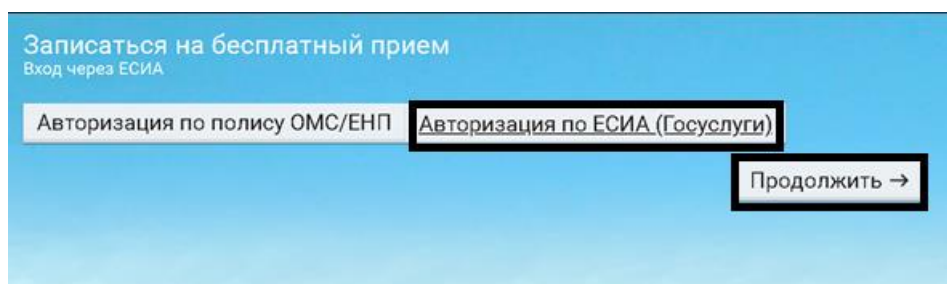 Записаться на бесплатный прием
Вход через ЕСИА
Авторизация по полису ОМС/ЕНП Авторизация по ЕСИА (Госуслуги)
Продолжить →